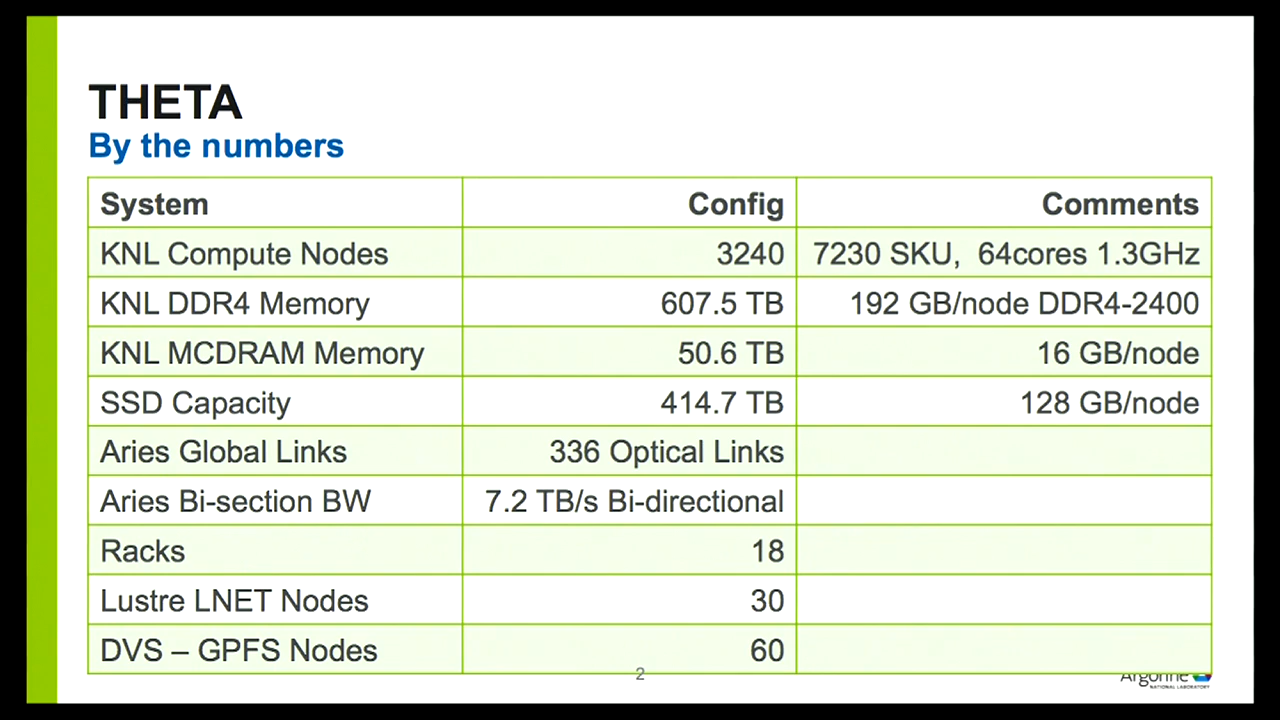 THETA
By the numbers
System Config Comments
KNL Compute Nodes 3240 7230 SKU, 64cores 1.3GHz
KNL DDR4 Memory 607.5 TB 192 GB/node DDR4-2400
KNL MCDRAM Memory 50.6 TB 16 GB/node
SSD Capacity 414.7 TB 128 GB/node
Aries Global Links 336 Optical Links
Aries Bi-section BW 7.2 TB/s Bi-directional
Racks 18
Lustre LNET Nodes 30
DVS – GPFS Nodes 60
2
Argonne
NATIONAL LABORATORY